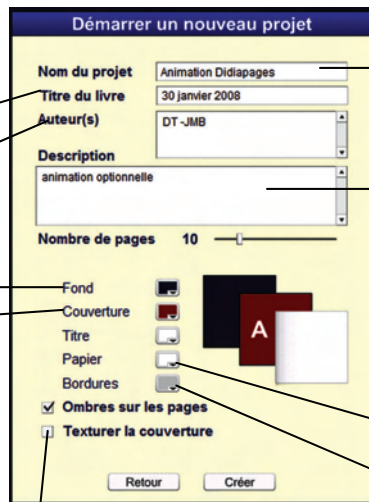 Démarrer un nouveau projet
Nom du projet Animation Didiapages
Titre du livre 30 janvier 2008
Auteur(s) DT -JMB
Description
animation optionnelle
Nombre de pages 10
Fond
Couverture
A
Titre
Papier
Bordures
Ombres sur les pages
Texturer la couverture
Retour Créer